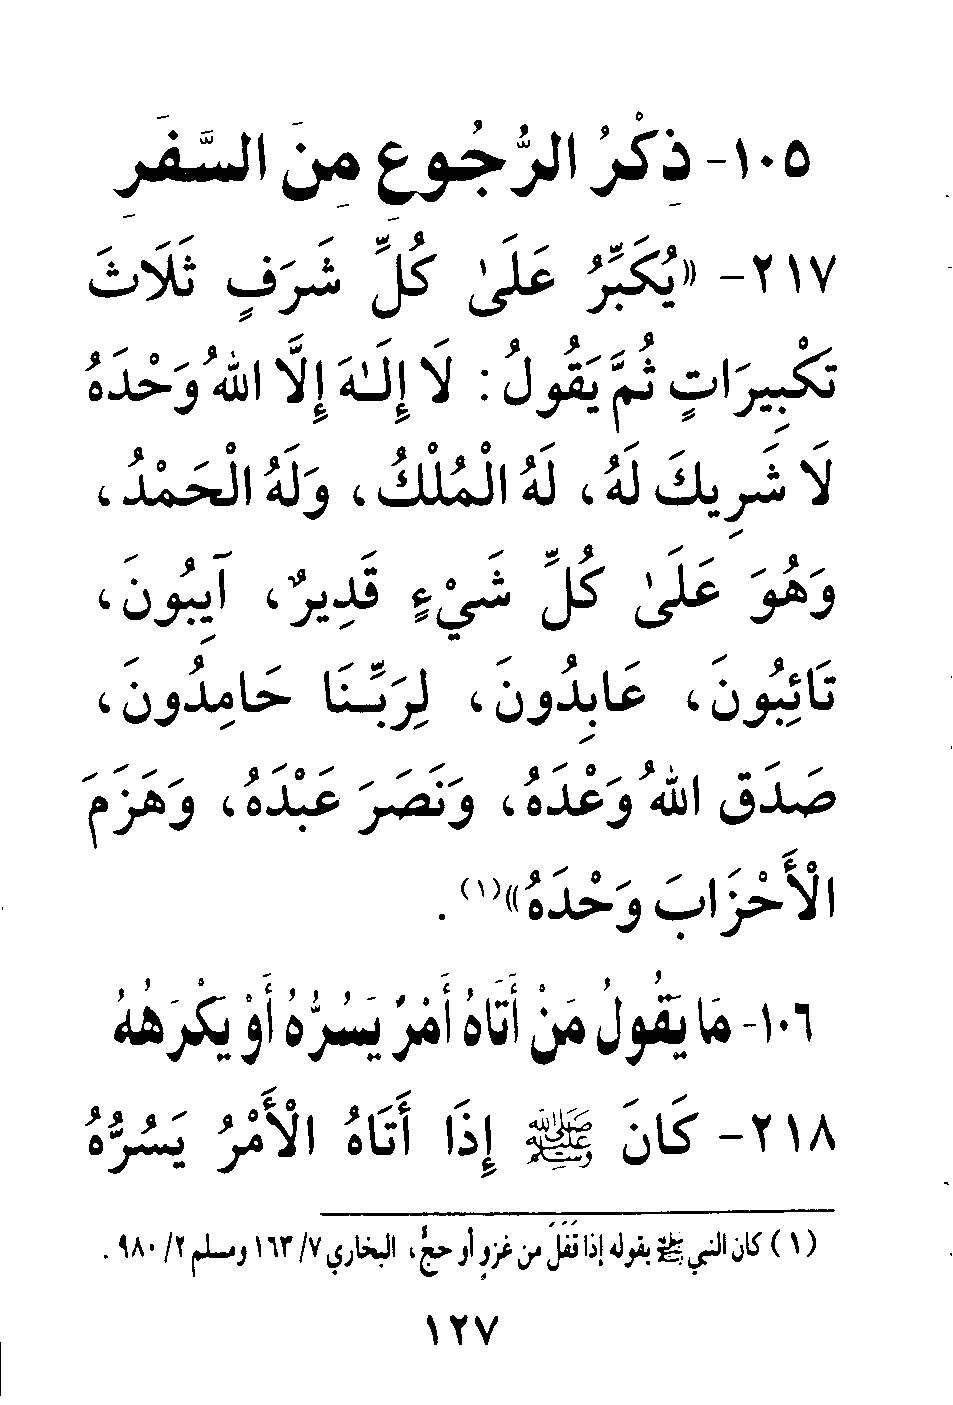 ١٠٥- ذِكْرُ الرُّجُوعِ مِنَ السَّفَرِ
٢١٧- «يُكَبِّرُ عَلَىٰ كُلِّ شَرَفٍ ثَلَاثَ
تَكْبِيرَاتٍ ثُمَّ يَقُولُ: لَا إِلَـٰهَ إِلَّا اللهُ وَحْدَهُ
لَا شَرِيكَ لَهُ، لَهُ الْمُلْكُ، وَلَهُ الْحَمْدُ،
وَهُوَ عَلَىٰ كُلِّ شَيْءٍ قَدِيرٌ، آيِبُونَ،
تَائِبُونَ، عَابِدُونَ، لِرَبِّـنَا حَامِدُونَ،
صَدَقَ اللهُ وَعْدَهُ، وَنَصَرَ عَبْدَهُ، وَهَزَمَ
الْأَحْزَابَ وَحْدَهُ»(١).
١٠٦- مَا يَقُولُ مَنْ أَتَاهُ أَمْرٌ يَسُرُّهُ أَوْ يَكْرَهُهُ
٢١٨- كَانَ ﷺ إِذَا أَتَاهُ الْأَمْرُ يَسُرُّهُ
(١) كان النبي ﷺ يقوله إذا قَفَلَ من غزوٍ أو حجٍّ، البخاري ٧/ ١٦٣ ومسلم ٢/ ٩٨٠.
١٢٧